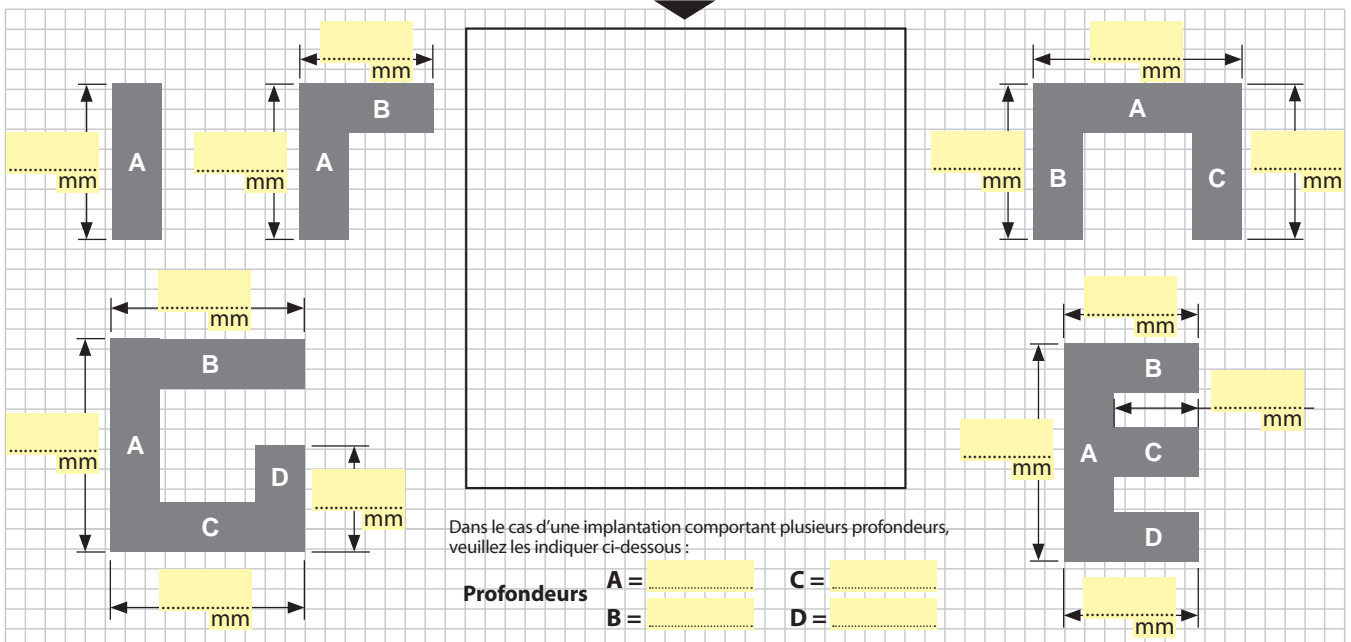 mm
B
A
mm
A
mm
mm
A
B
C
mm
mm
mm
B
A
D
C
mm
mm
mm
mm
B
mm
A
C
D
mm
mm
Dans le cas d'une implantation comportant plusieurs profondeurs,
veuillez les indiquer ci-dessous :
Profondeurs
A = ..............................
C = ..............................
B = ..............................
D = ..............................